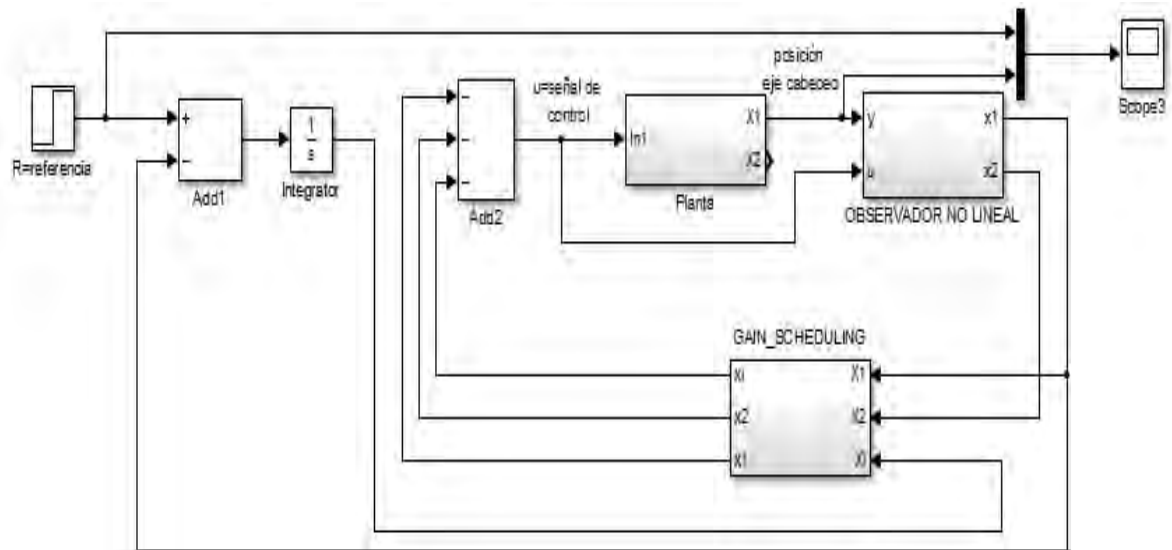 R=referencia
+
−
Add1
1
s
Integrator
−
−
−
Add2
u=señal de
control
In1
X1
X2
Planta
posición
eje cabeceo
y
u
x1
x2
OBSERVADOR NO LINEAL
Scope3
GAIN_SCHEDULING
xi
x2
x1
X1
X2
XI